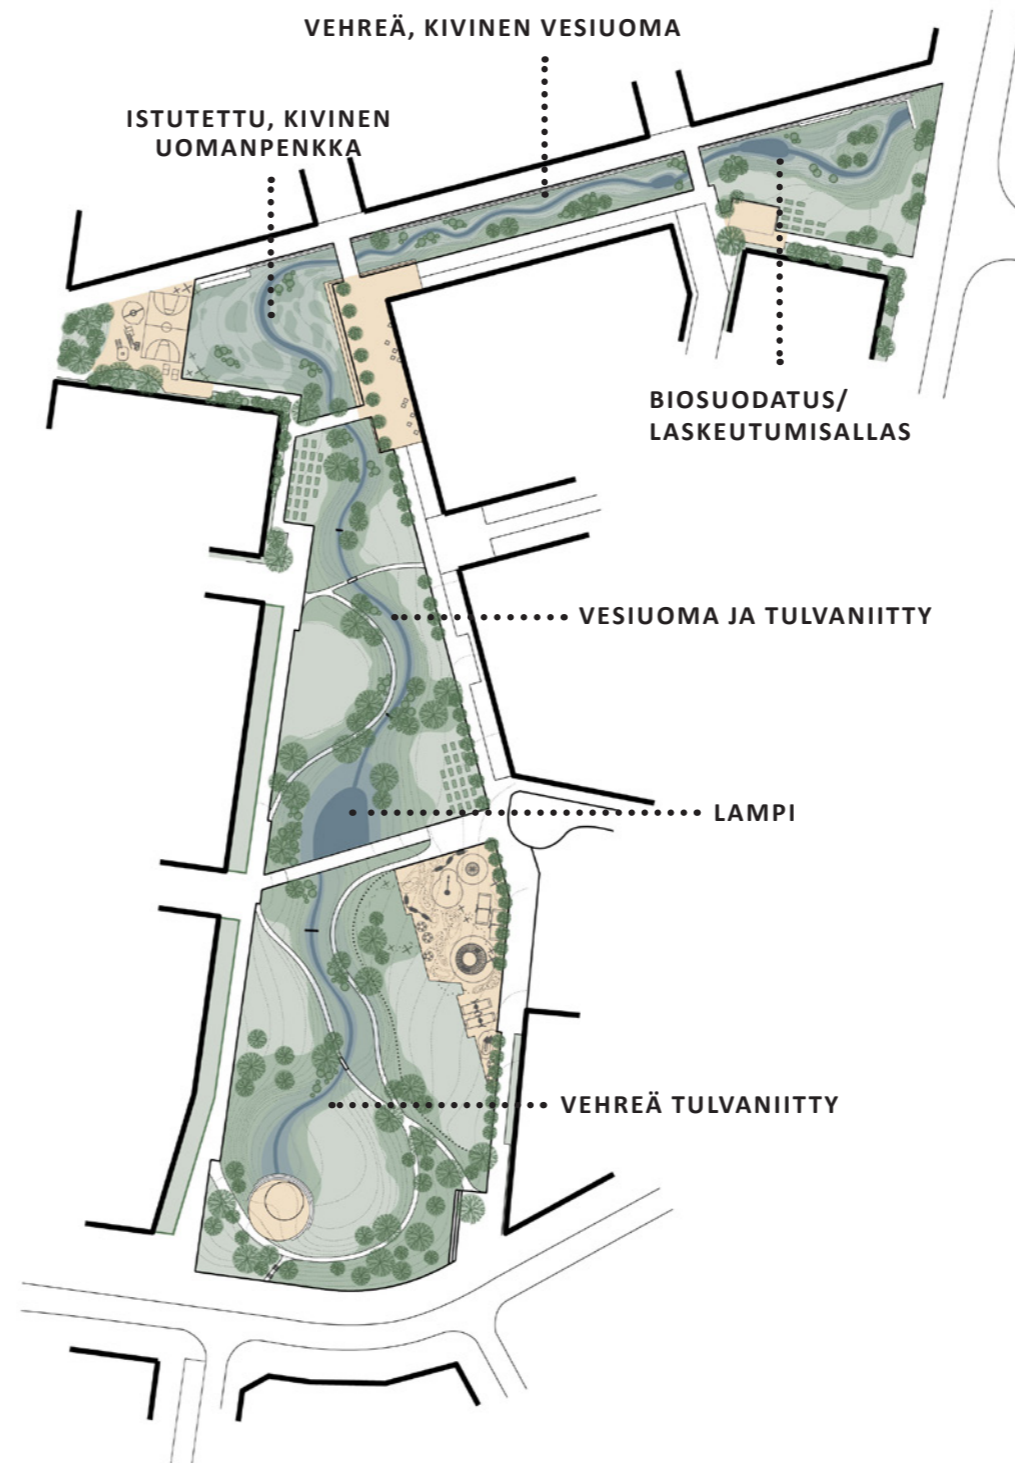 VEHREÄ, KIVINEN VESIUOMA
ISTUTETTU, KIVINEN
UOMANPENKKA
BIOSUODATUS/
LASKEUTUMISALLAS
VESIUOMA JA TULVANIITTY
LAMPI
VEHREÄ TULVANIITTY